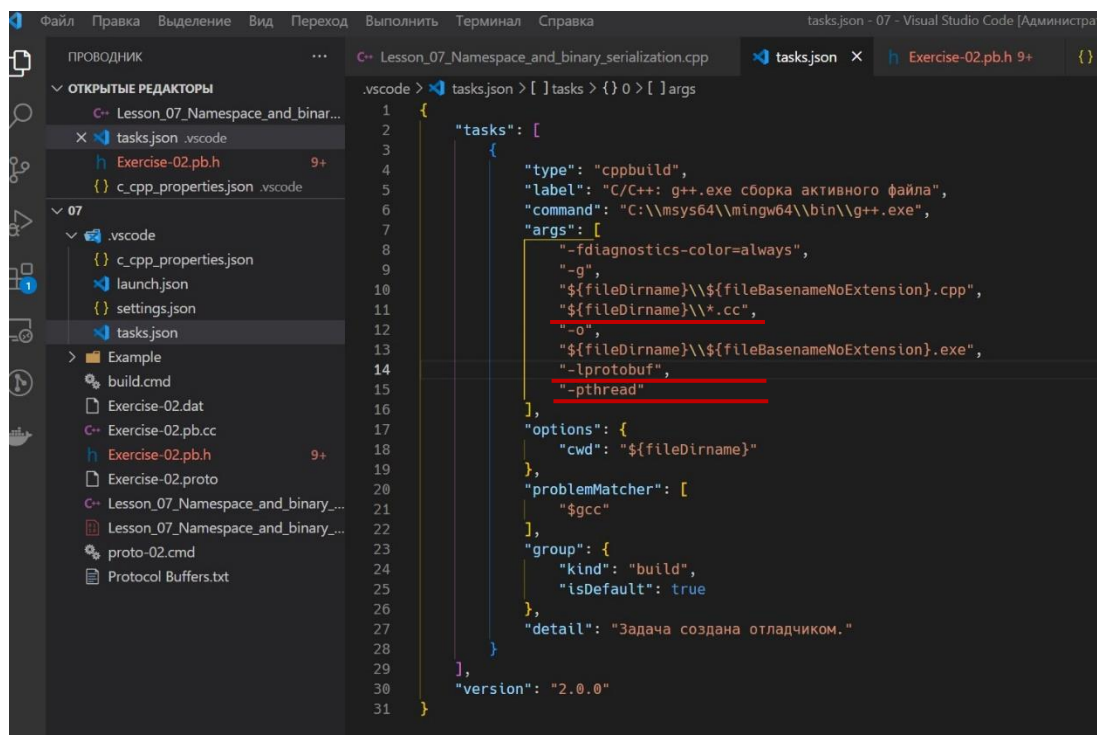 Файл Правка Выделение Вид Переход Выполнить Терминал Справка tasks.json - 07 - Visual Studio Code [Администра
ПРОВОДНИК ...
ОТКРЫТЫЕ РЕДАКТОРЫ
C++ Lesson_07_Namespace_and_binar...
tasks.json .vscode
h Exercise-02.pb.h 9+
{} c_cpp_properties.json .vscode
07
.vscode
{} c_cpp_properties.json
launch.json
{} settings.json
tasks.json
Example
build.cmd
Exercise-02.dat
C++ Exercise-02.pb.cc
h Exercise-02.pb.h 9+
Exercise-02.proto
C++ Lesson_07_Namespace_and_binary_...
Lesson_07_Namespace_and_binary_...
proto-02.cmd
Protocol Buffers.txt
1
C++ Lesson_07_Namespace_and_binary_serialization.cpp tasks.json X h Exercise-02.pb.h 9+ {}
.vscode > tasks.json > [ ] tasks > {} 0 > [ ] args
1 {
2 "tasks": [
3 {
4 "type": "cppbuild",
5 "label": "C/C++: g++.exe сборка активного файла",
6 "command": "C:\\msys64\\mingw64\\bin\\g++.exe",
7 "args": [
8 "-fdiagnostics-color=always",
9 "-g",
10 "${fileDirname}\\${fileBasenameNoExtension}.cpp",
11 "${fileDirname}\\*.cc",
12 "-o",
13 "${fileDirname}\\${fileBasenameNoExtension}.exe",
14 "-lprotobuf",
15 "-pthread"
16 ],
17 "options": {
18 "cwd": "${fileDirname}"
19 },
20 "problemMatcher": [
21 "$gcc"
22 ],
23 "group": {
24 "kind": "build",
25 "isDefault": true
26 },
27 "detail": "Задача создана отладчиком."
28 }
29 ],
30 "version": "2.0.0"
31 }